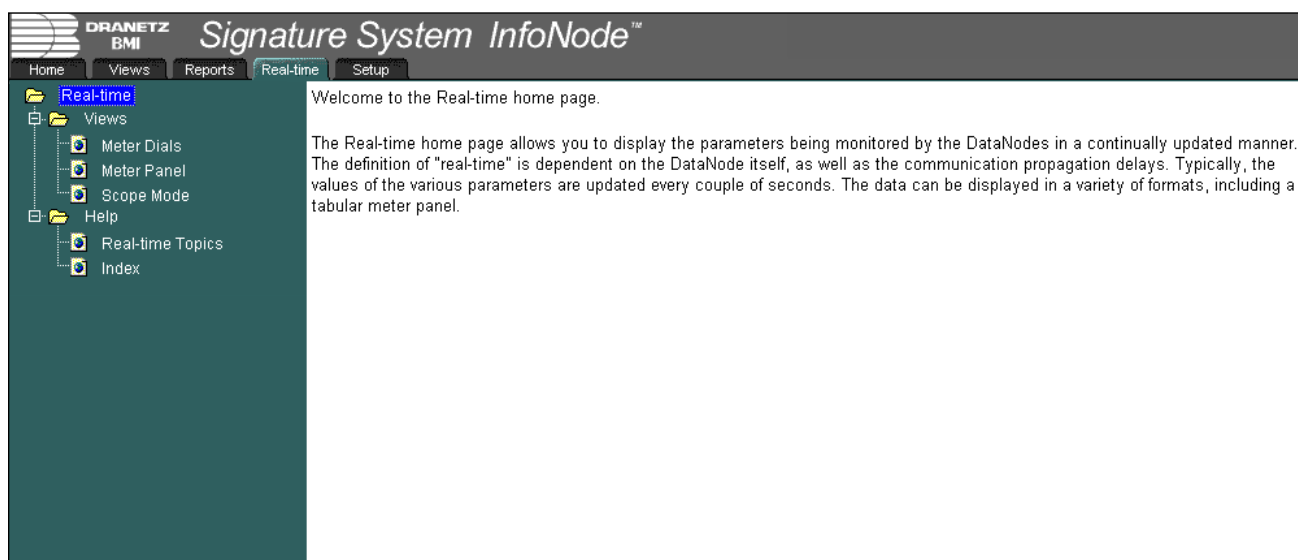 DRANETZ
BMI
Signature System InfoNode™
Home Views Reports Real-time Setup
Real-time
Views
Meter Dials
Meter Panel
Scope Mode
Help
Real-time Topics
Index
Welcome to the Real-time home page.
The Real-time home page allows you to display the parameters being monitored by the DataNodes in a continually updated manner.
The definition of "real-time" is dependent on the DataNode itself, as well as the communication propagation delays. Typically, the
values of the various parameters are updated every couple of seconds. The data can be displayed in a variety of formats, including a
tabular meter panel.